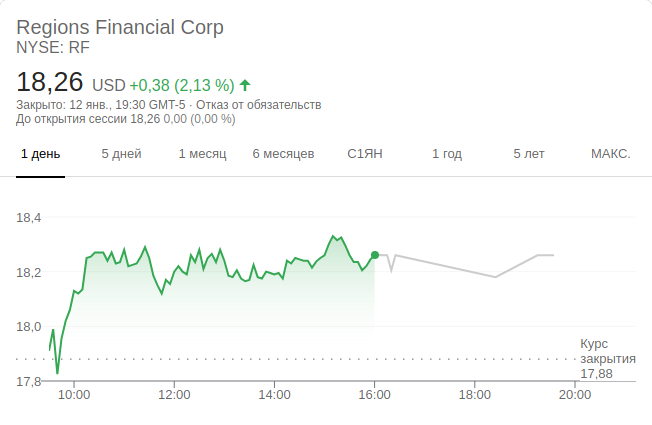 Regions Financial Corp
NYSE: RF
18,26 USD +0,38 (2,13 %)
Закрыто: 12 янв., 19:30 GMT-5 · Отказ от обязательств
До открытия сессии 18,26 0,00 (0,00 %)
1 день 5 дней 1 месяц 6 месяцев С1ЯН 1 год 5 лет МАКС.
18,4
18,2
18,0
Курс
закрытия
17,88
17,8
10:00 12:00 14:00 16:00 18:00 20:00